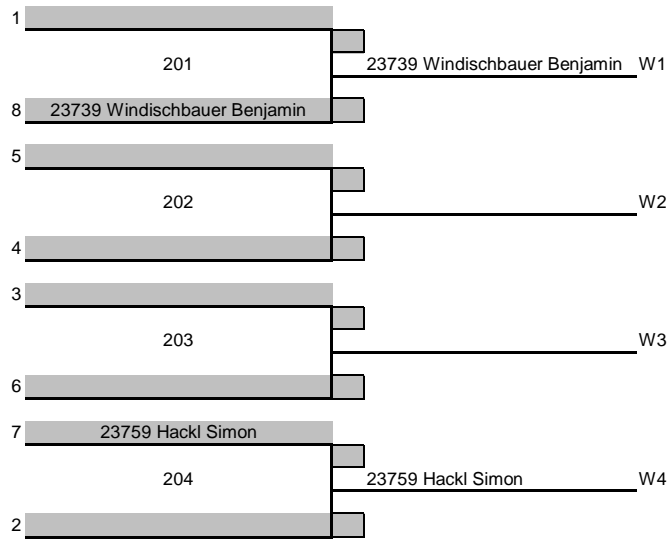 1
201
23739 Windischbauer Benjamin W1
8 23739 Windischbauer Benjamin
5
202
W2
4
3
203
W3
6
7 23759 Hackl Simon
204
23759 Hackl Simon W4
2